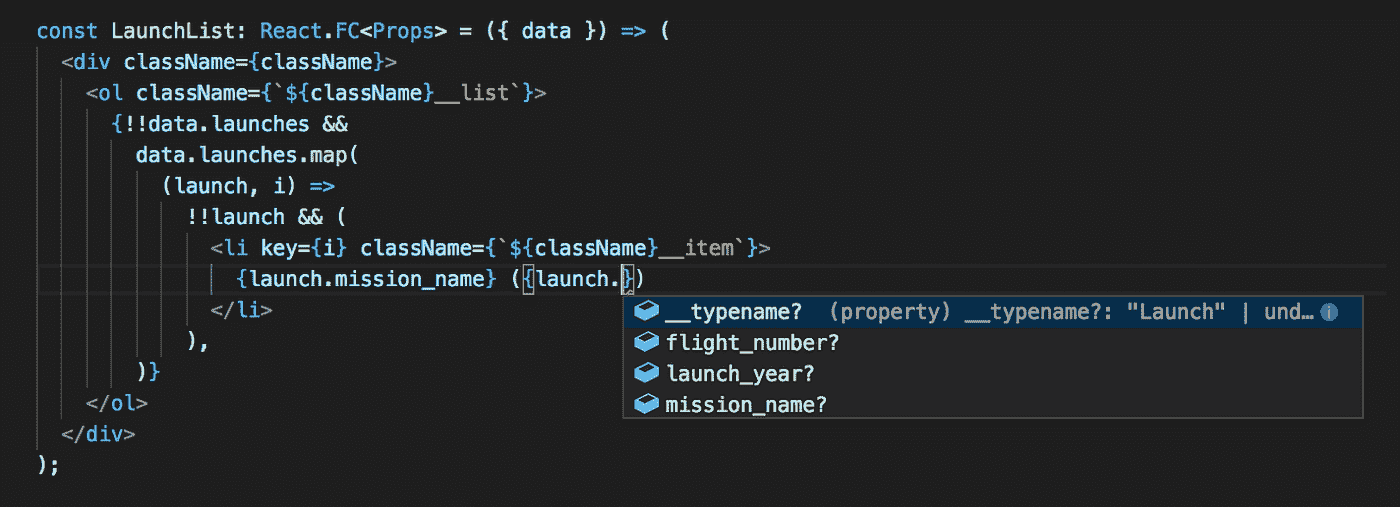 const LaunchList: React.FC<Props> = ({ data }) => (
<div className={className}>
<ol className={`${className}__list`}>
{!!data.launches &&
data.launches.map(
(launch, i) =>
!!launch && (
<li key={i} className={`${className}__item`}>
{launch.mission_name} ({launch.})
</li>
),
)}
</ol>
</div>
);
__typename? (property) __typename?: "Launch" | und…
flight_number?
launch_year?
mission_name?